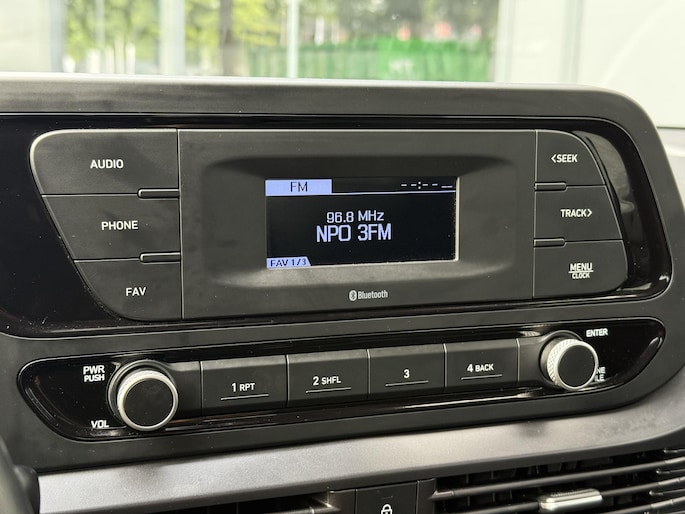 AUDIO
PHONE
FAV
FM
--:-- --
96.8 MHz
NPO 3FM
FAV 1/3
Bluetooth
<SEEK
TRACK>
MENU
CLOCK
PWR
PUSH
VOL
1 RPT
2 SHFL
3
4 BACK
ENTER